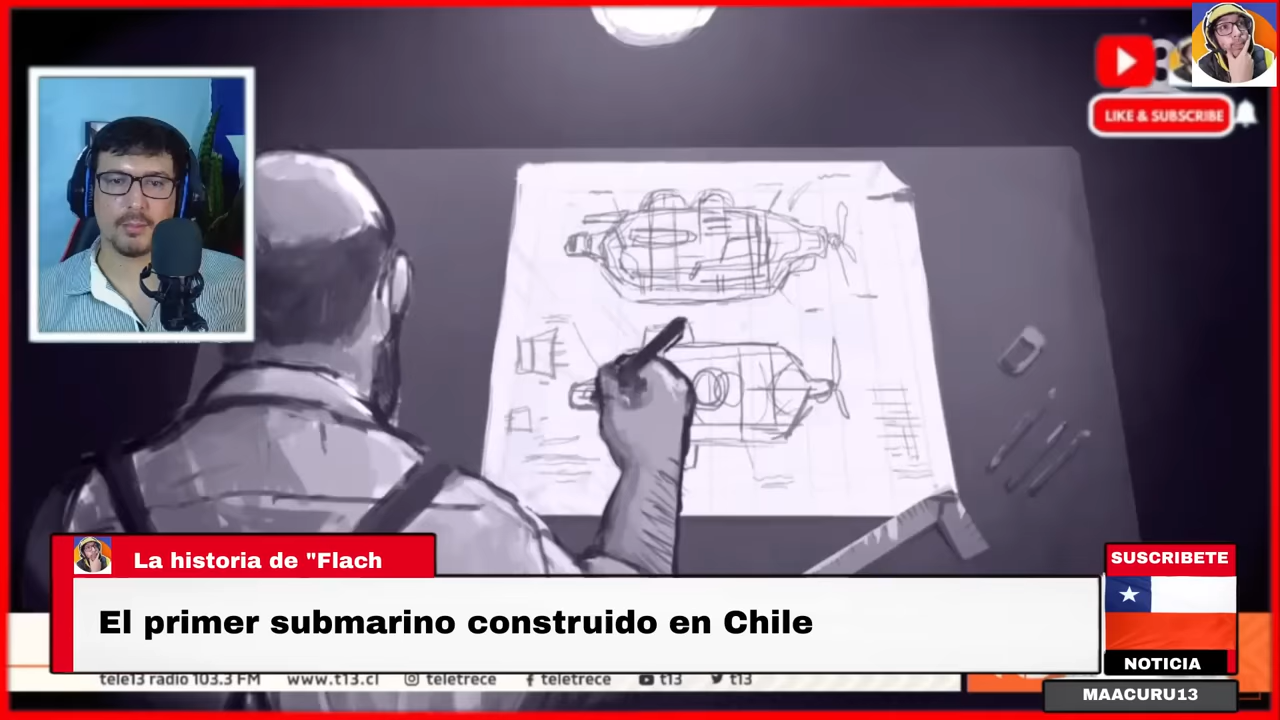 LIKE & SUBSCRIBE
La historia de "Flach
El primer submarino construido en Chile
SUSCRIBETE
NOTICIA
tele13 radio 103.3 FM www.t13.cl teletrece teletrece t13 t13
MAACURU13